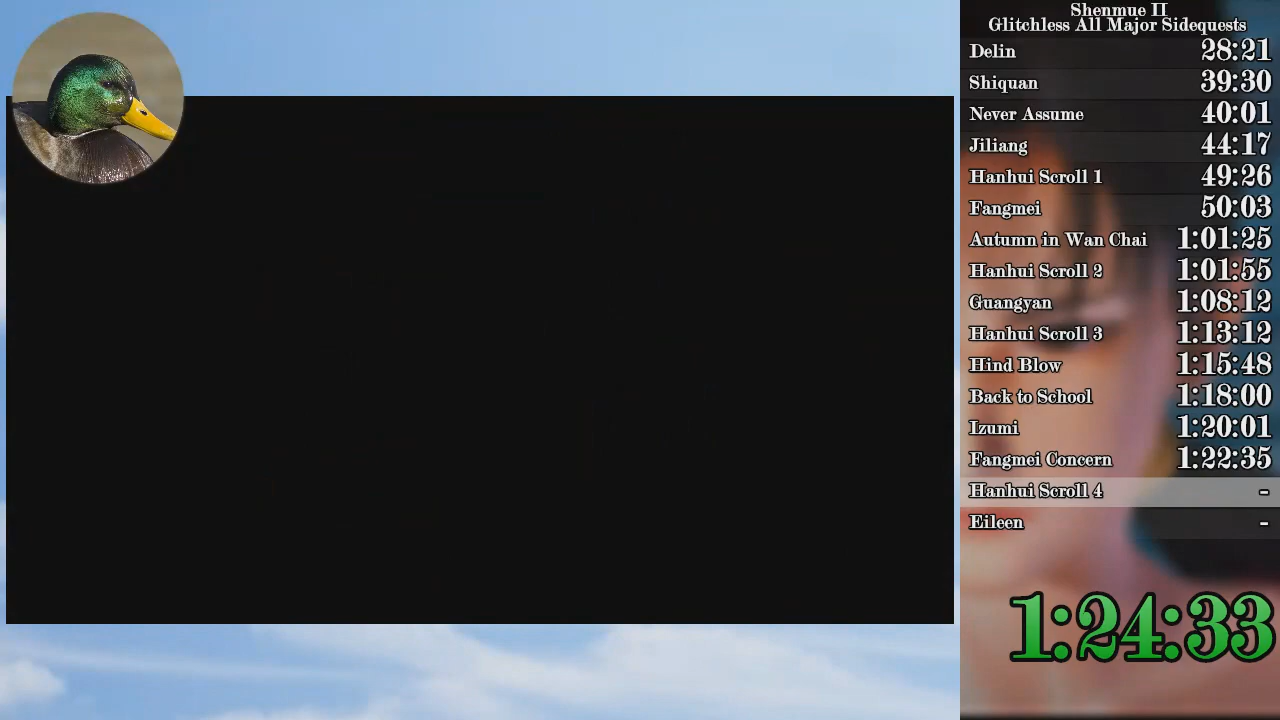 Shenmue II
Glitchless All Major Sidequests
Delin 28:21
Shiquan 39:30
Never Assume 40:01
Jiliang 44:17
Hanhui Scroll 1 49:26
Fangmei 50:03
Autumn in Wan Chai 1:01:25
Hanhui Scroll 2 1:01:55
Guangyan 1:08:12
Hanhui Scroll 3 1:13:12
Hind Blow 1:15:48
Back to School 1:18:00
Izumi 1:20:01
Fangmei Concern 1:22:35
Hanhui Scroll 4 -
Eileen -
1:24:33